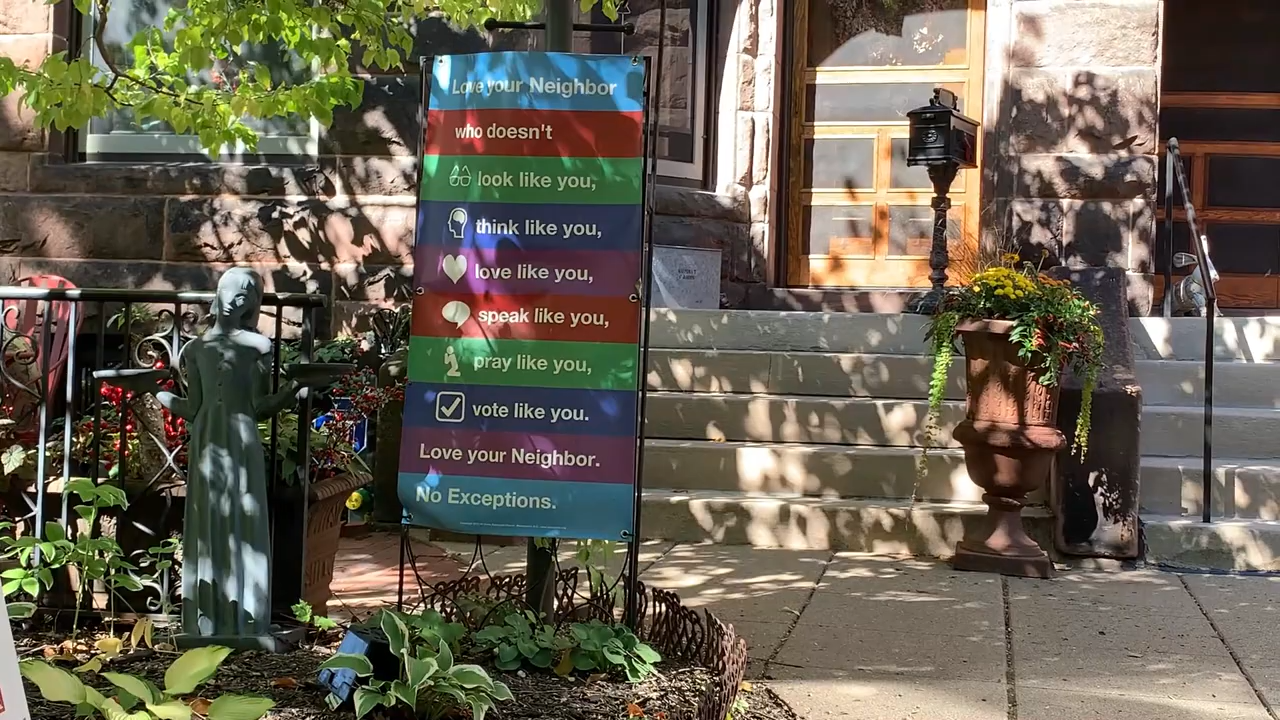 Love your Neighbor
who doesn't
look like you,
think like you,
love like you,
speak like you,
pray like you,
vote like you.
Love your Neighbor.
No Exceptions.